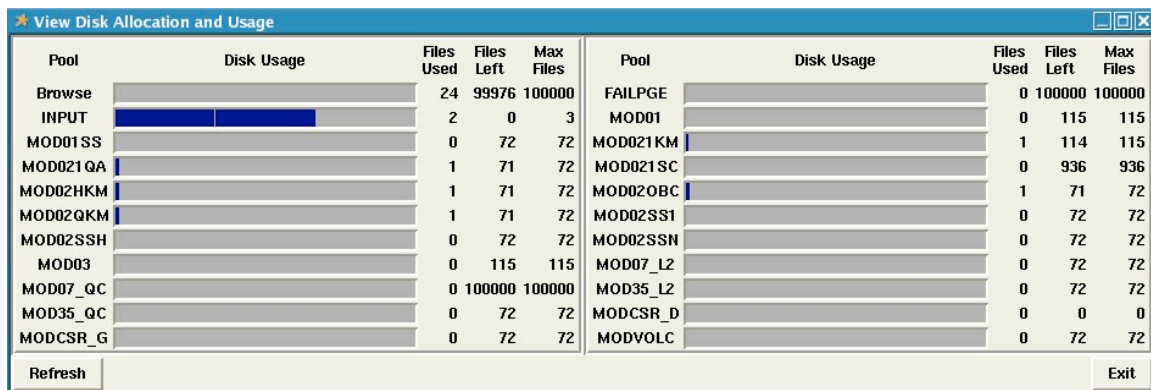 View Disk Allocation and Usage
Pool Disk Usage Files Used Files Left Max Files Pool Disk Usage Files Used Files Left Max Files
Browse 24 99976 100000 FAILPGE 0 100000 100000
INPUT 2 0 3 MOD01 0 115 115
MOD01SS 0 72 72 MOD021KM 1 114 115
MOD021QA 1 71 72 MOD021SC 0 936 936
MOD02HKM 1 71 72 MOD02OBC 1 71 72
MOD02QKM 1 71 72 MOD02SS1 0 72 72
MOD02SSH 0 72 72 MOD02SSN 0 72 72
MOD03 0 115 115 MOD07_L2 0 72 72
MOD07_QC 0 100000 100000 MOD35_L2 0 72 72
MOD35_QC 0 72 72 MODCSR_D 0 0 0
MODCSR_G 0 72 72 MODVOLC 0 72 72
Refresh Exit